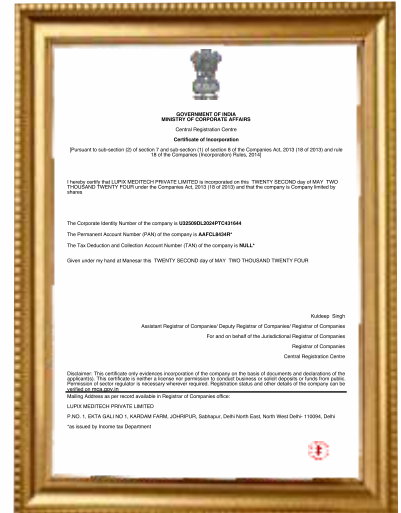 GOVERNMENT OF INDIA
MINISTRY OF CORPORATE AFFAIRS
Central Registration Centre
Certificate of Incorporation
[Pursuant to sub-section (2) of section 7 and sub-section (1) of section 8 of the Companies Act, 2013 (18 of 2013) and rule
18 of the Companies (Incorporation) Rules, 2014]
I hereby certify that LUPIX MEDITECH PRIVATE LIMITED is incorporated on this TWENTY SECOND day of MAY TWO
THOUSAND TWENTY FOUR under the Companies Act, 2013 (18 of 2013) and that the company is Company limited by
shares
The Corporate Identity Number of the company is U32509DL2024PTC431644
The Permanent Account Number (PAN) of the company is AAFCL8434R*
The Tax Deduction and Collection Account Number (TAN) of the company is NULL*
Given under my hand at Manesar this TWENTY SECOND day of MAY TWO THOUSAND TWENTY FOUR
Kuldeep Singh
Assistant Registrar of Companies/ Deputy Registrar of Companies/ Registrar of Companies
For and on behalf of the Jurisdictional Registrar of Companies
Registrar of Companies
Central Registration Centre
Disclaimer: This certificate only evidences incorporation of the company on the basis of documents and declarations of the
applicant(s). This certificate is neither a license nor permission to conduct business or solicit deposits or funds from public.
Permission of sector regulator is necessary wherever required. Registration status and other details of the company can be
verified on mca.gov.in
Mailing Address as per record available in Registrar of Companies office:
LUPIX MEDITECH PRIVATE LIMITED
P.NO. 1, EKTA GALI NO 1, KARDAM FARM, JOHRIPUR, Sabhapur, Delhi North East, North West Delhi- 110094, Delhi
*as issued by Income tax Department